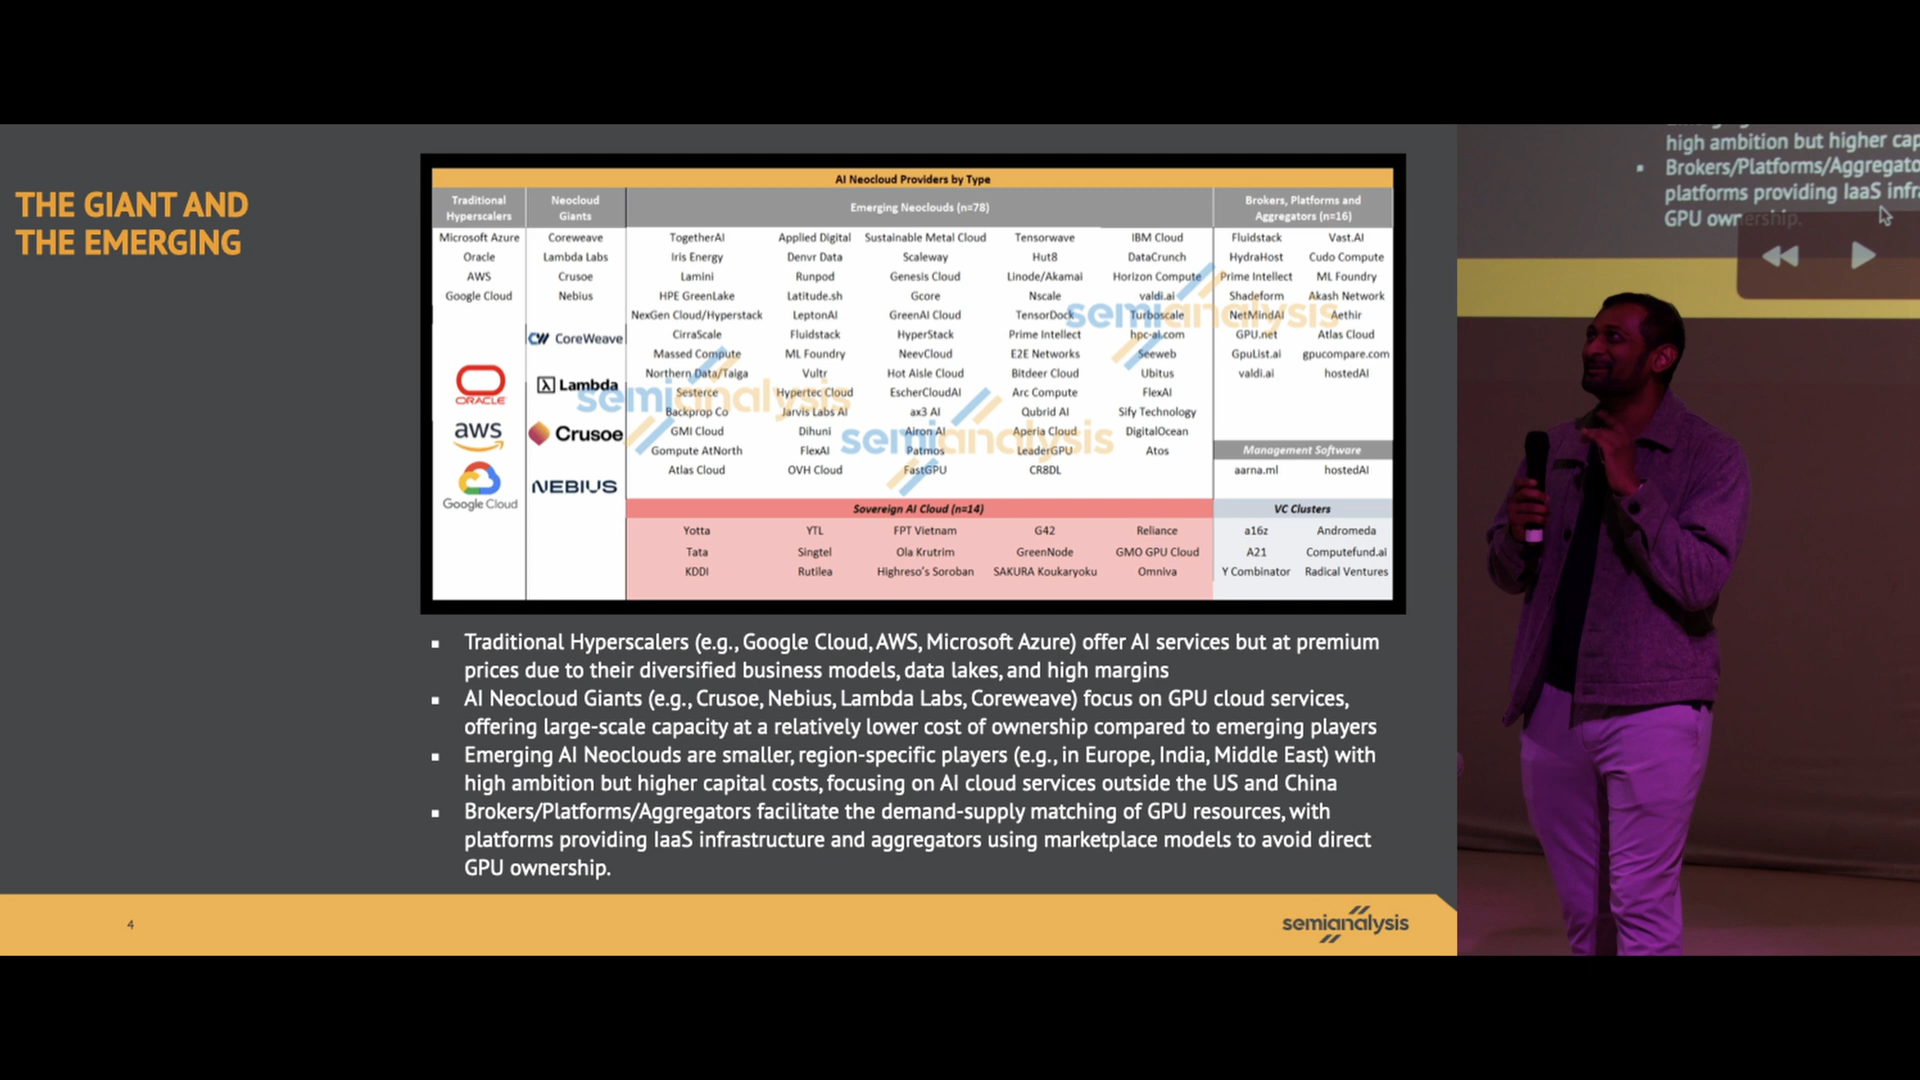 THE GIANT AND
THE EMERGING
AI Neocloud Providers by Type
Traditional Hyperscalers
Neocloud Giants
Emerging Neoclouds (n=78)
Brokers, Platforms and Aggregators (n=16)
Microsoft Azure Coreweave TogetherAI Applied Digital Sustainable Metal Cloud Tensorwave IBM Cloud Fluidstack Vast.AI
Oracle Lambda Labs Iris Energy Denvr Data Scaleway Hut8 DataCrunch HydraHost Cudo Compute
AWS Crusoe Lamini Runpod Genesis Cloud Linode/Akamai Horizon Compute Prime Intellect ML Foundry
Google Cloud Nebius HPE GreenLake Latitude.sh Gcore Nscale valdi.ai Shadeform Akash Network
NexGen Cloud/Hyperstack LeptonAI GreenAI Cloud TensorDock Turboscale NetMindAI Aethir
CirraScale Fluidstack HyperStack Prime Intellect hpc-ai.com GPU.net Atlas Cloud
Massed Compute ML Foundry NeevCloud E2E Networks Seeweb GpuList.ai gpucompare.com
Northern Data/Taiga Vultr Hot Aisle Cloud Bitdeer Cloud Ubitus valdi.ai hostedAI
Sesterce Hypertec Cloud EscherCloudAI Arc Compute FlexAI
Backprop Co Jarvis Labs AI ax3 AI Qubrid AI Sify Technology
GMI Cloud Dihuni Airon AI Aperia Cloud DigitalOcean
Gompute AtNorth FlexAI Patmos LeaderGPU Atos
Atlas Cloud OVH Cloud FastGPU CR8DL
CoreWeave
Lambda
Crusoe
NEBIUS
ORACLE
aws
Google Cloud
semianalysis
semianalysis
semianalysis
Management Software
aarna.ml hostedAI
Sovereign AI Cloud (n=14)
Yotta YTL FPT Vietnam G42 Reliance
Tata Singtel Ola Krutrim GreenNode GMO GPU Cloud
KDDI Rutilea Highreso's Soroban SAKURA Koukaryoku Omniva
VC Clusters
a16z Andromeda
A21 Computefund.ai
Y Combinator Radical Ventures
▪ Traditional Hyperscalers (e.g., Google Cloud, AWS, Microsoft Azure) offer AI services but at premium
prices due to their diversified business models, data lakes, and high margins
▪ AI Neocloud Giants (e.g., Crusoe, Nebius, Lambda Labs, Coreweave) focus on GPU cloud services,
offering large-scale capacity at a relatively lower cost of ownership compared to emerging players
▪ Emerging AI Neoclouds are smaller, region-specific players (e.g., in Europe, India, Middle East) with
high ambition but higher capital costs, focusing on AI cloud services outside the US and China
▪ Brokers/Platforms/Aggregators facilitate the demand-supply matching of GPU resources, with
platforms providing IaaS infrastructure and aggregators using marketplace models to avoid direct
GPU ownership.
4
semianalysis
high ambition but higher cap
▪ Brokers/Platforms/Aggregato
platforms providing IaaS infra
GPU ownership.